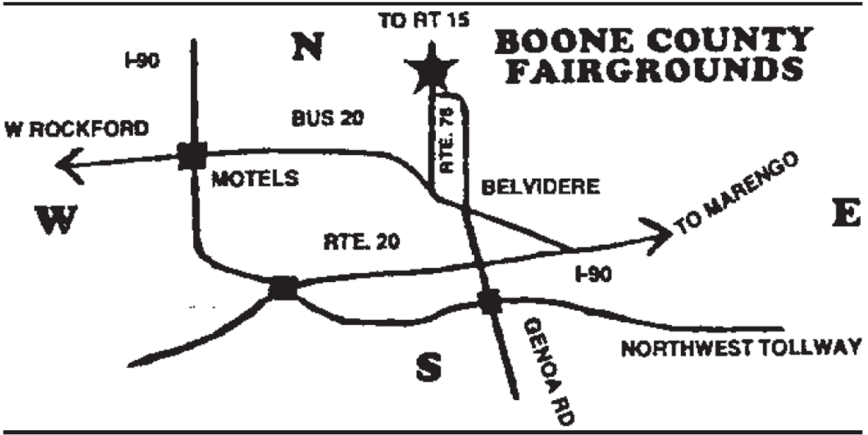 TO RT 15
BOONE COUNTY
FAIRGROUNDS
N
I-90
BUS 20
RTE. 76
W ROCKFORD
MOTELS
BELVIDERE
TO MARENGO
W
E
RTE. 20
I-90
GENOA RD
NORTHWEST TOLLWAY
S